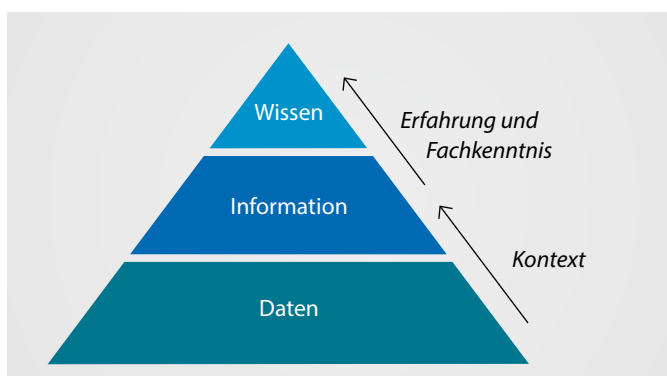 Wissen
Erfahrung und
Fachkenntnis
Information
Kontext
Daten